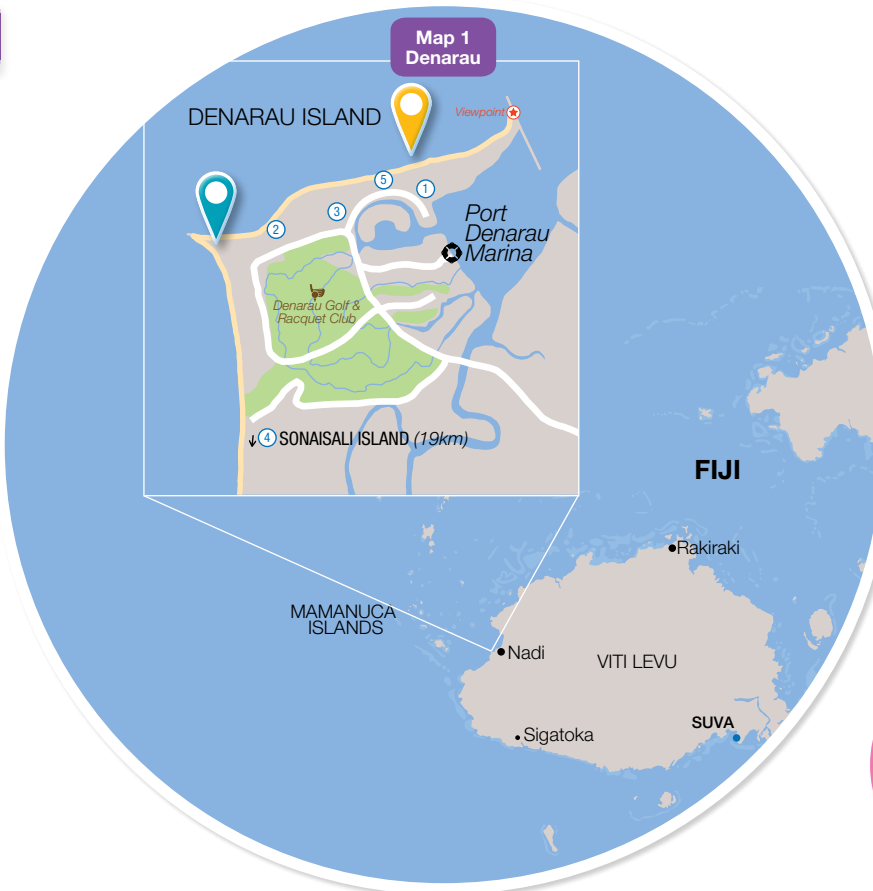 Map 1
Denarau
DENARAU ISLAND
Viewpoint
5
1
3
2
Port
Denarau
Marina
Denarau Golf &
Racquet Club
4 SONAISALI ISLAND (19km)
FIJI
Rakiraki
MAMANUCA
ISLANDS
Nadi
VITI LEVU
SUVA
Sigatoka